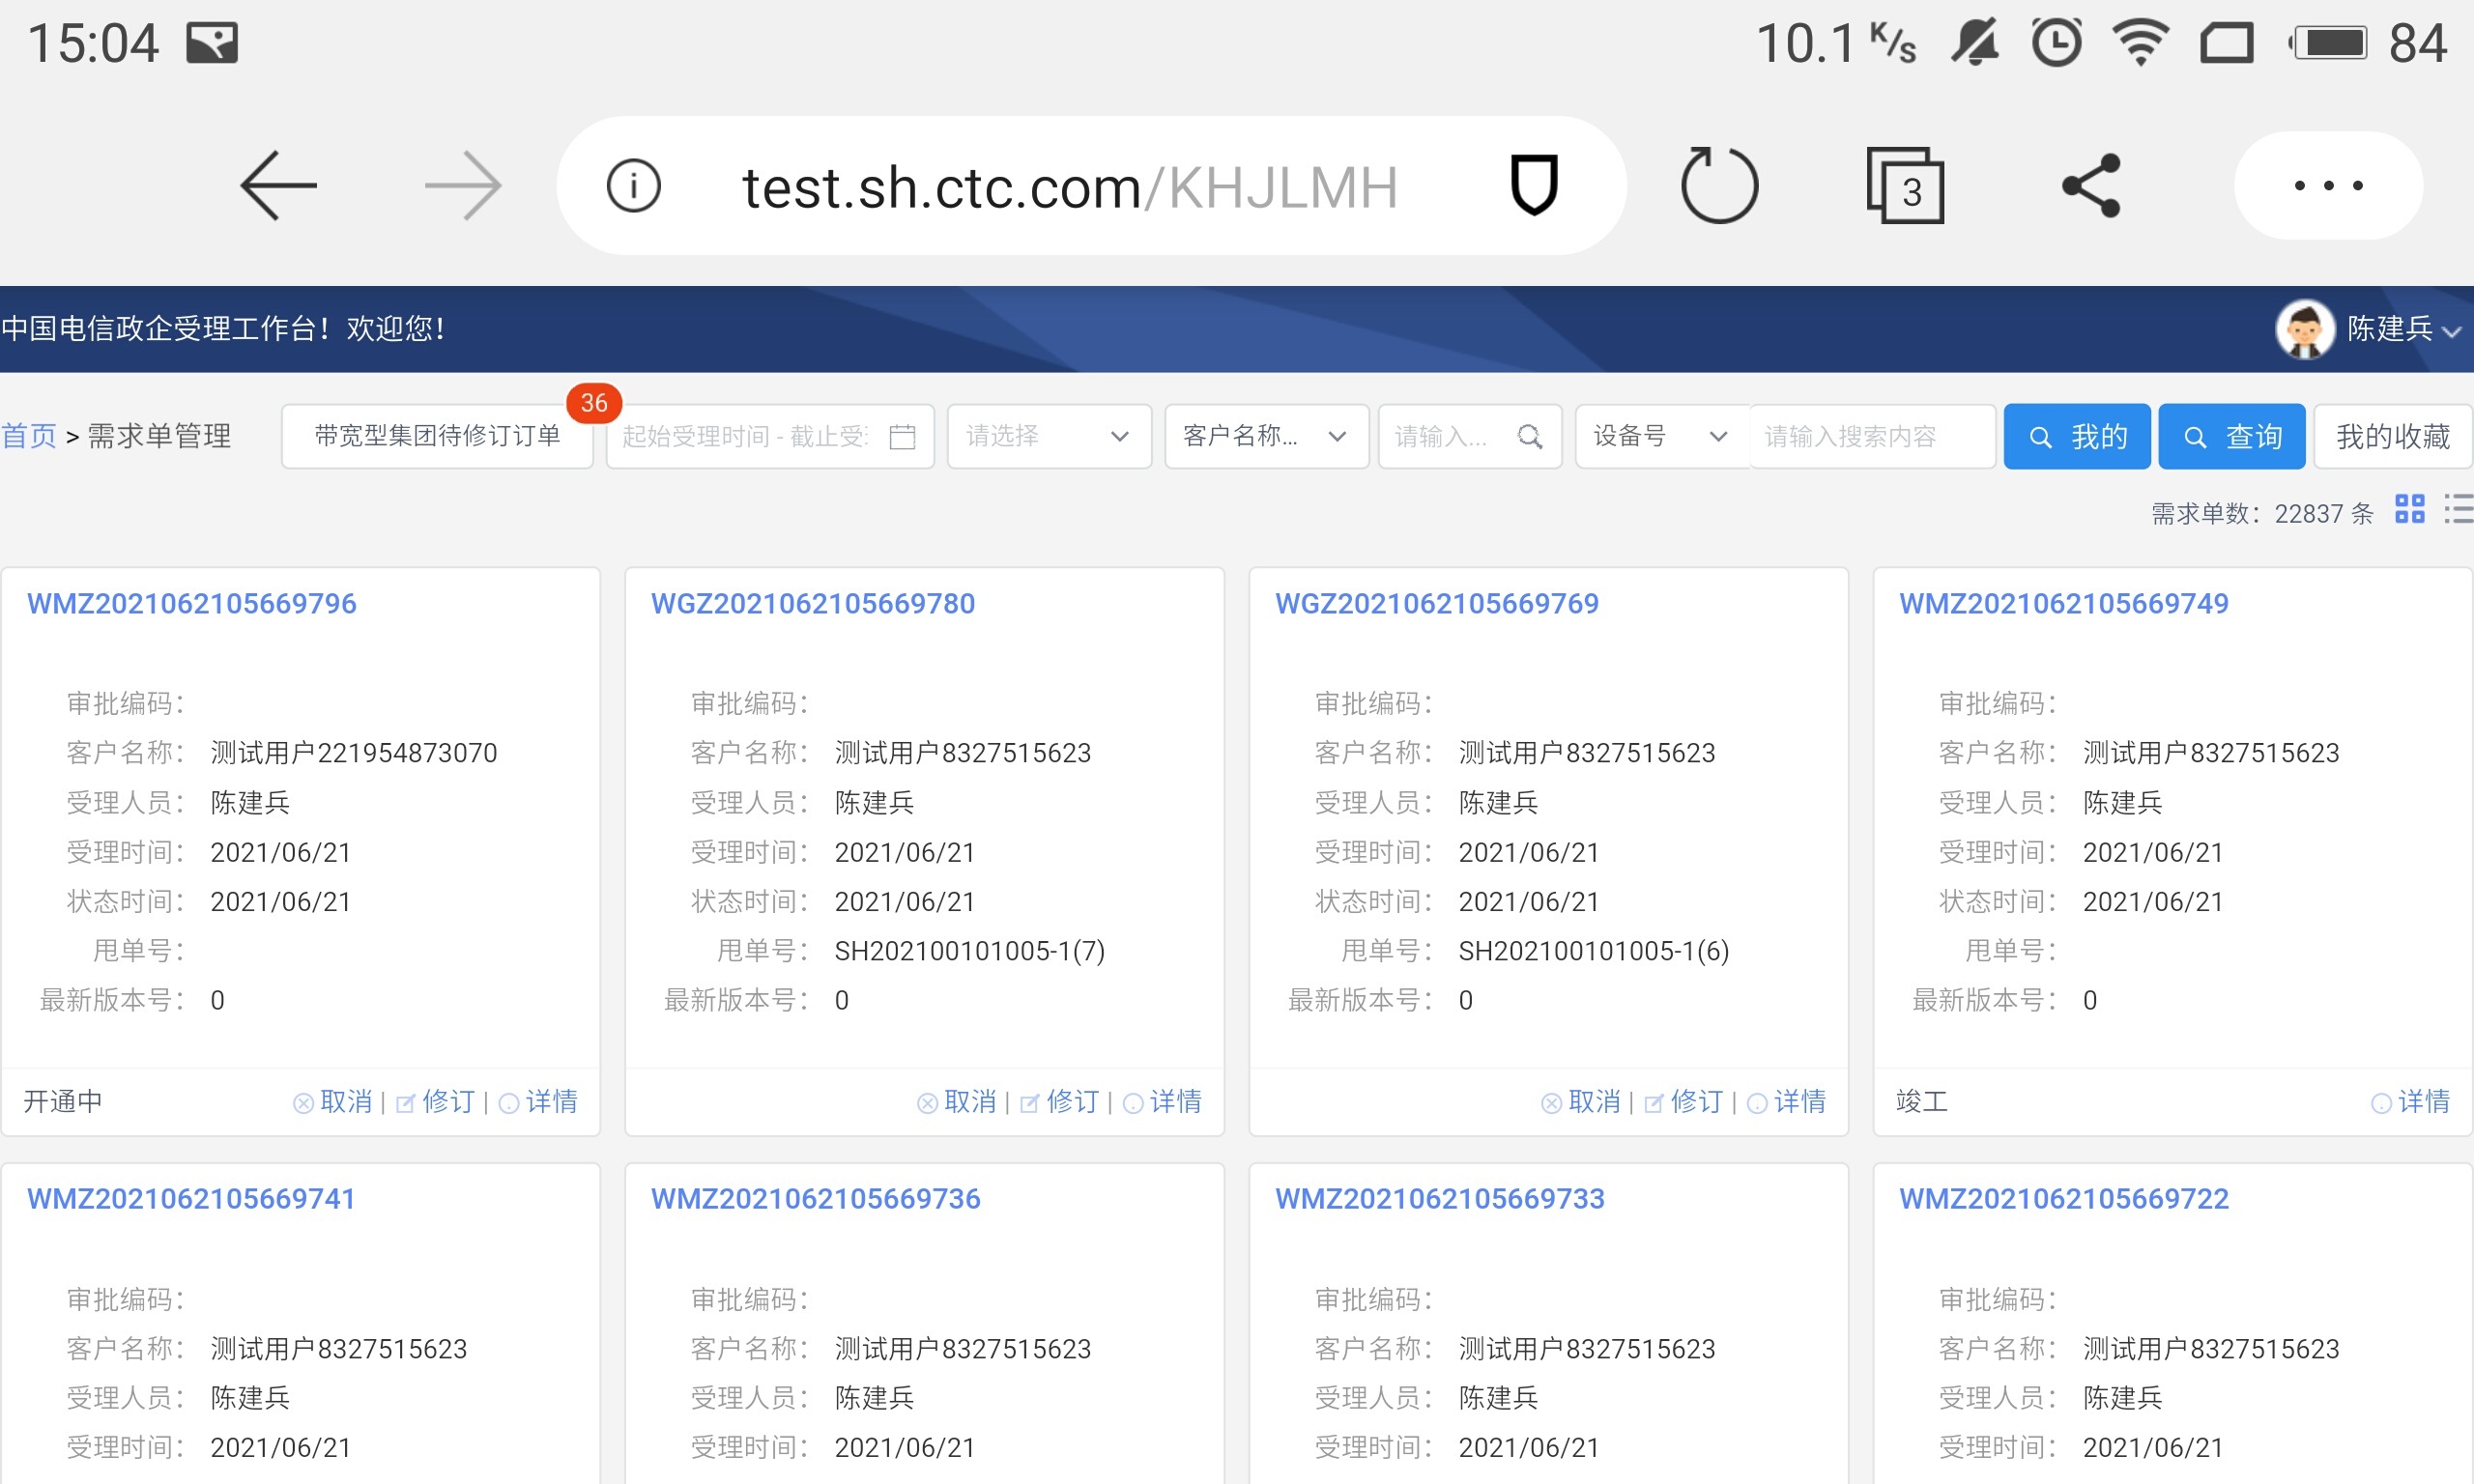 15:04 10.1 K/s 84
test.sh.ctc.com/KHJLMH 3
中国电信政企受理工作台！欢迎您！ 陈建兵
首页 > 需求单管理 带宽型集团待修订订单 36 起始受理时间 - 截止受 请选择 客户名称... 请输入... 设备号 请输入搜索内容 我的 查询 我的收藏
需求单数：22837 条
WMZ2021062105669796 WGZ2021062105669780 WGZ2021062105669769 WMZ2021062105669749
审批编码： 审批编码： 审批编码： 审批编码：
客户名称： 测试用户221954873070 客户名称： 测试用户8327515623 客户名称： 测试用户8327515623 客户名称： 测试用户8327515623
受理人员： 陈建兵 受理人员： 陈建兵 受理人员： 陈建兵 受理人员： 陈建兵
受理时间： 2021/06/21 受理时间： 2021/06/21 受理时间： 2021/06/21 受理时间： 2021/06/21
状态时间： 2021/06/21 状态时间： 2021/06/21 状态时间： 2021/06/21 状态时间： 2021/06/21
甩单号： 甩单号： SH202100101005-1(7) 甩单号： SH202100101005-1(6) 甩单号：
最新版本号： 0 最新版本号： 0 最新版本号： 0 最新版本号： 0
开通中 取消 | 修订 | 详情 取消 | 修订 | 详情 取消 | 修订 | 详情 竣工 详情
WMZ2021062105669741 WMZ2021062105669736 WMZ2021062105669733 WMZ2021062105669722
审批编码： 审批编码： 审批编码： 审批编码：
客户名称： 测试用户8327515623 客户名称： 测试用户8327515623 客户名称： 测试用户8327515623 客户名称： 测试用户8327515623
受理人员： 陈建兵 受理人员： 陈建兵 受理人员： 陈建兵 受理人员： 陈建兵
受理时间： 2021/06/21 受理时间： 2021/06/21 受理时间： 2021/06/21 受理时间： 2021/06/21